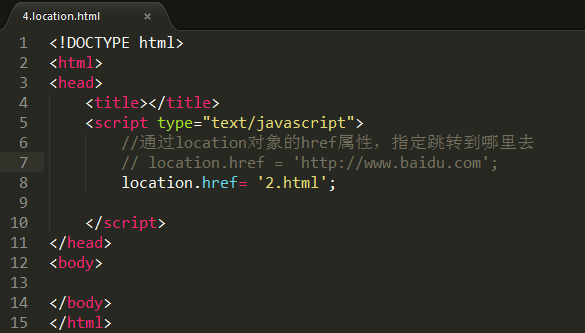 4.location.html ×
1 <!DOCTYPE html>
2 <html>
3 <head>
4     <title></title>
5     <script type="text/javascript">
6         //通过location对象的href属性，指定跳转到哪里去
7         // location.href = 'http://www.baidu.com';
8         location.href= '2.html';
9
10     </script>
11 </head>
12 <body>
13
14 </body>
15 </html>